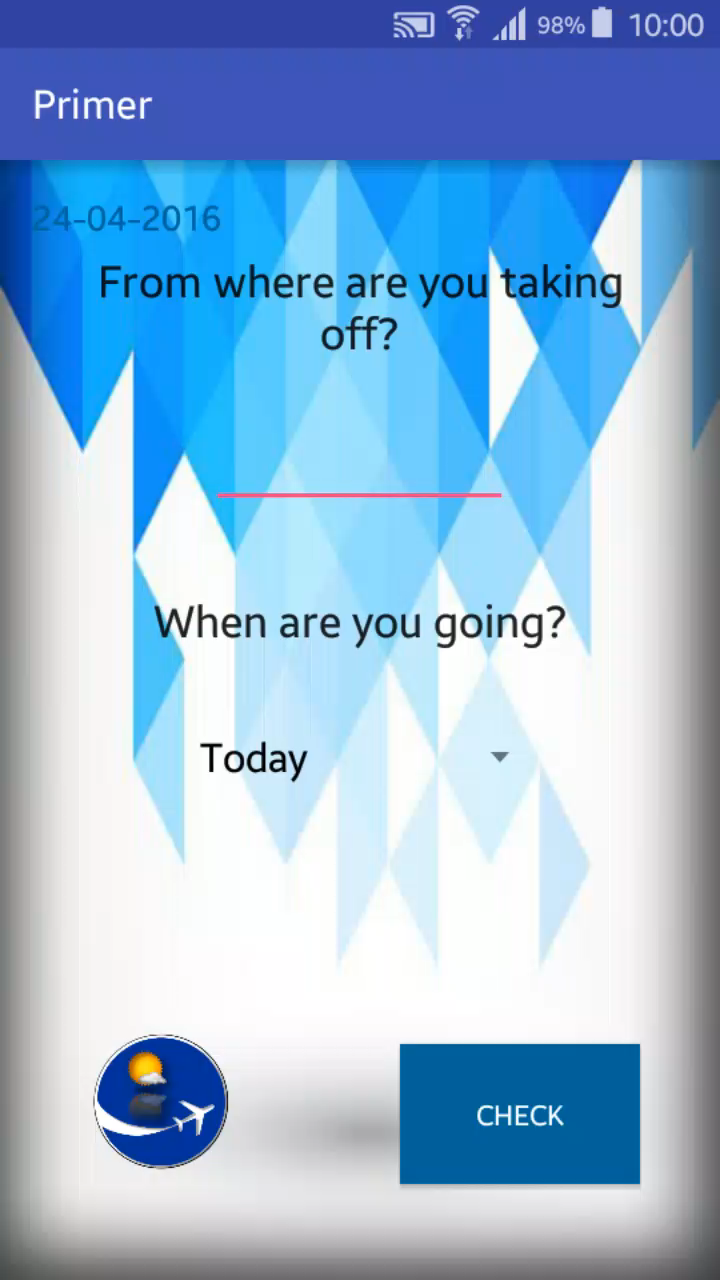 98% 10:00
Primer
24-04-2016
From where are you taking
off?
When are you going?
Today
CHECK